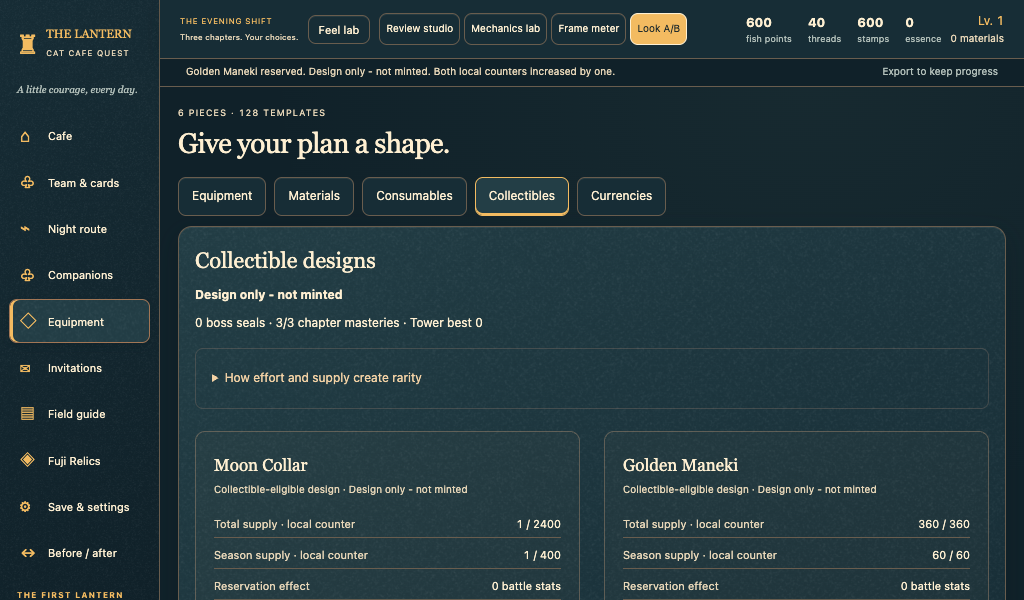 THE LANTERN
CAT CAFE QUEST
A little courage, every day.
Cafe
Team & cards
Night route
Companions
Equipment
Invitations
Field guide
Fuji Relics
Save & settings
Before / after
THE FIRST LANTERN
THE EVENING SHIFT
Three chapters. Your choices.
Feel lab
Review studio
Mechanics lab
Frame meter
Look A/B
600
fish points
40
threads
600
stamps
0
essence
Lv. 1
0 materials
Golden Maneki reserved. Design only - not minted. Both local counters increased by one.
Export to keep progress
6 PIECES · 128 TEMPLATES
Give your plan a shape.
Equipment
Materials
Consumables
Collectibles
Currencies
Collectible designs
Design only - not minted
0 boss seals · 3/3 chapter masteries · Tower best 0
How effort and supply create rarity
Moon Collar
Collectible-eligible design · Design only - not minted
Total supply · local counter 1 / 2400
Season supply · local counter 1 / 400
Reservation effect 0 battle stats
Golden Maneki
Collectible-eligible design · Design only - not minted
Total supply · local counter 360 / 360
Season supply · local counter 60 / 60
Reservation effect 0 battle stats